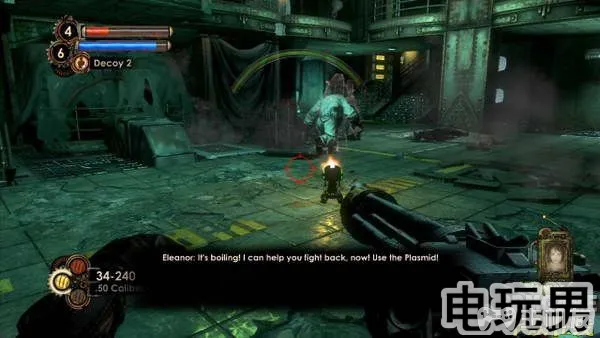 4
6
Decoy 2
Eleanor: It's boiling! I can help you fight back, now! Use the Plasmid!
34-240
.50 Calibe
电玩男